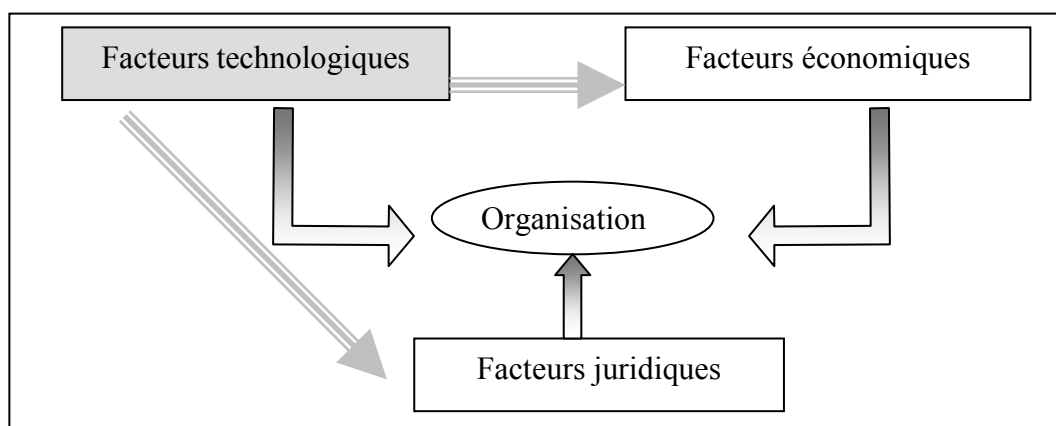 Facteurs technologiques
Facteurs économiques
Organisation
Facteurs juridiques